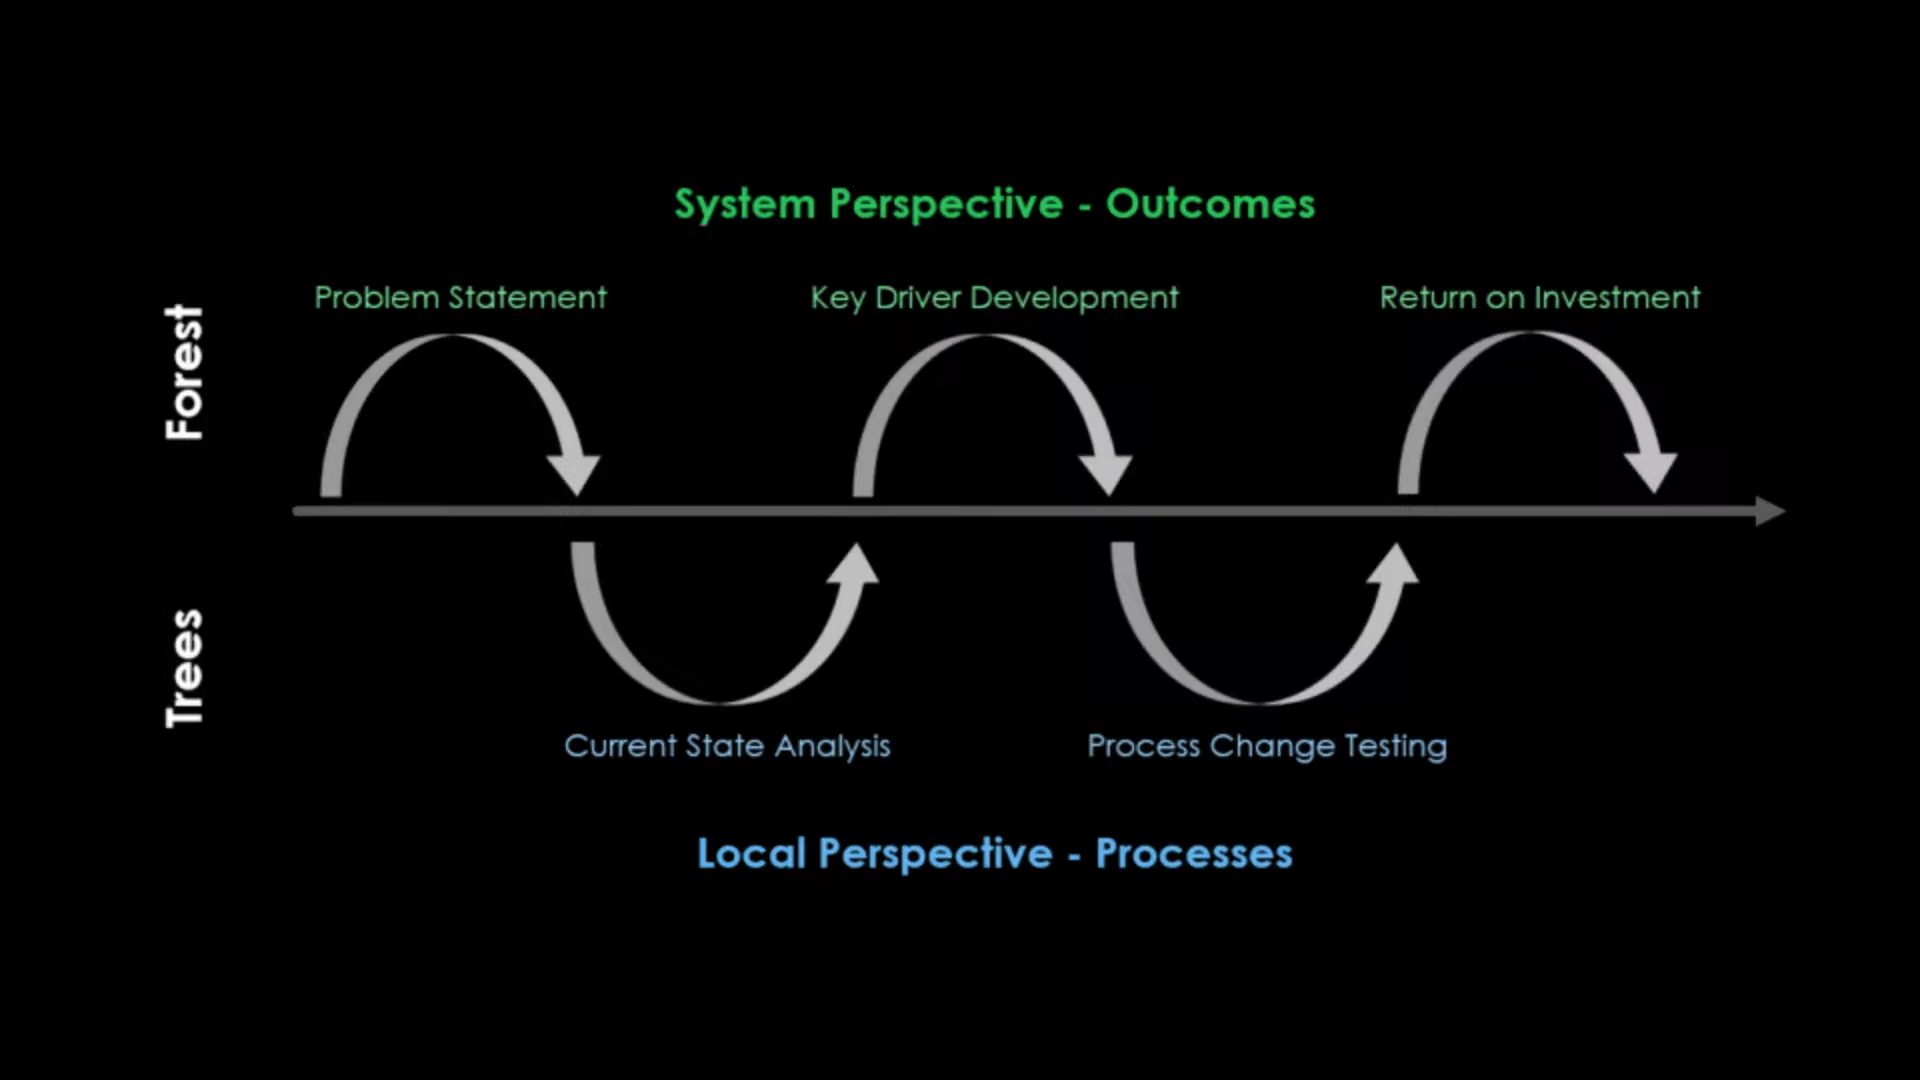 System Perspective - Outcomes
Problem Statement
Key Driver Development
Return on Investment
Forest
Trees
Current State Analysis
Process Change Testing
Local Perspective - Processes